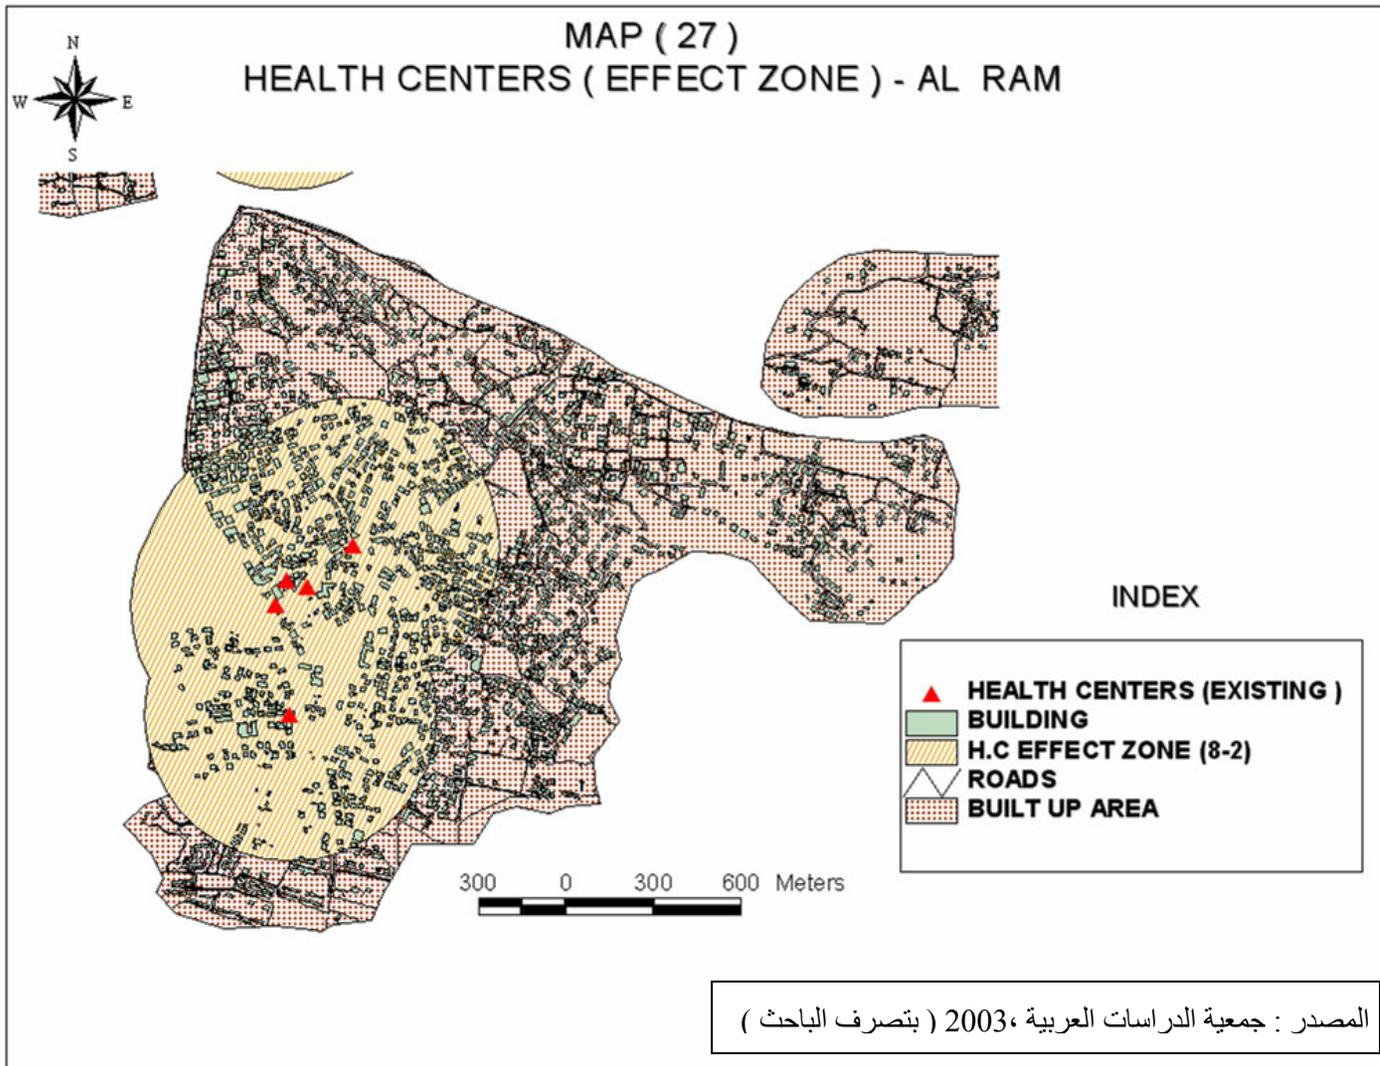 MAP ( 27 )
HEALTH CENTERS ( EFFECT ZONE ) - AL RAM
N
W E
S
INDEX
HEALTH CENTERS (EXISTING )
BUILDING
H.C EFFECT ZONE (8-2)
ROADS
BUILT UP AREA
300 0 300 600 Meters
المصدر : جمعية الدراسات العربية ،2003 ( بتصرف الباحث )